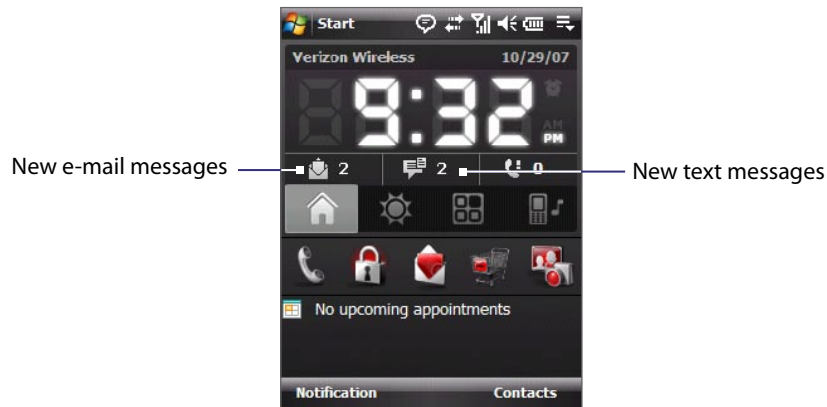 Start
Verizon Wireless 10/29/07
9:32 AM PM
New e-mail messages 2 2 0 New text messages
No upcoming appointments
Notification Contacts